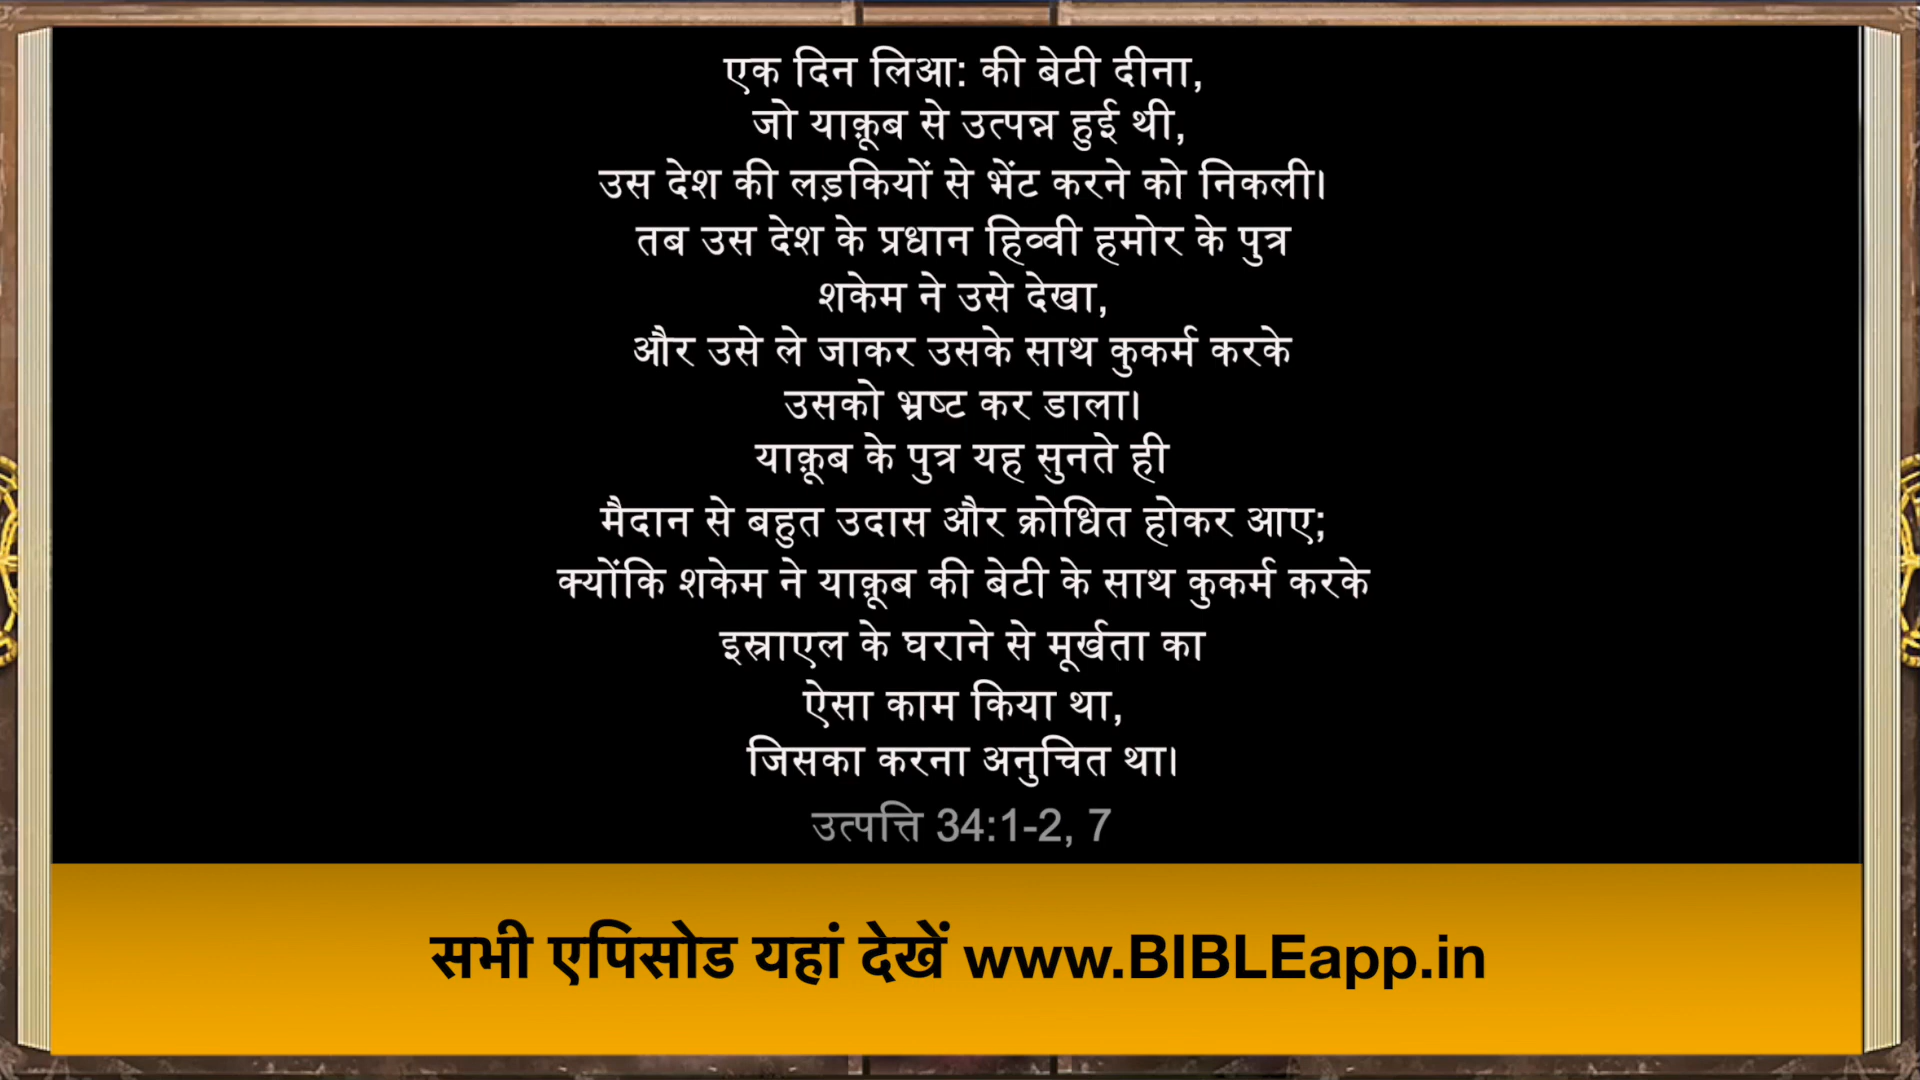 एक दिन लिआ: की बेटी दीना,
जो याक़ूब से उत्पन्न हुई थी,
उस देश की लड़कियों से भेंट करने को निकली।
तब उस देश के प्रधान हिव्वी हमोर के पुत्र
शकेम ने उसे देखा,
और उसे ले जाकर उसके साथ कुकर्म करके
उसको भ्रष्ट कर डाला।
याक़ूब के पुत्र यह सुनते ही
मैदान से बहुत उदास और क्रोधित होकर आए;
क्योंकि शकेम ने याक़ूब की बेटी के साथ कुकर्म करके
इस्राएल के घराने से मूर्खता का
ऐसा काम किया था,
जिसका करना अनुचित था।
उत्पत्ति 34:1-2, 7
सभी एपिसोड यहां देखें www.BIBLEapp.in